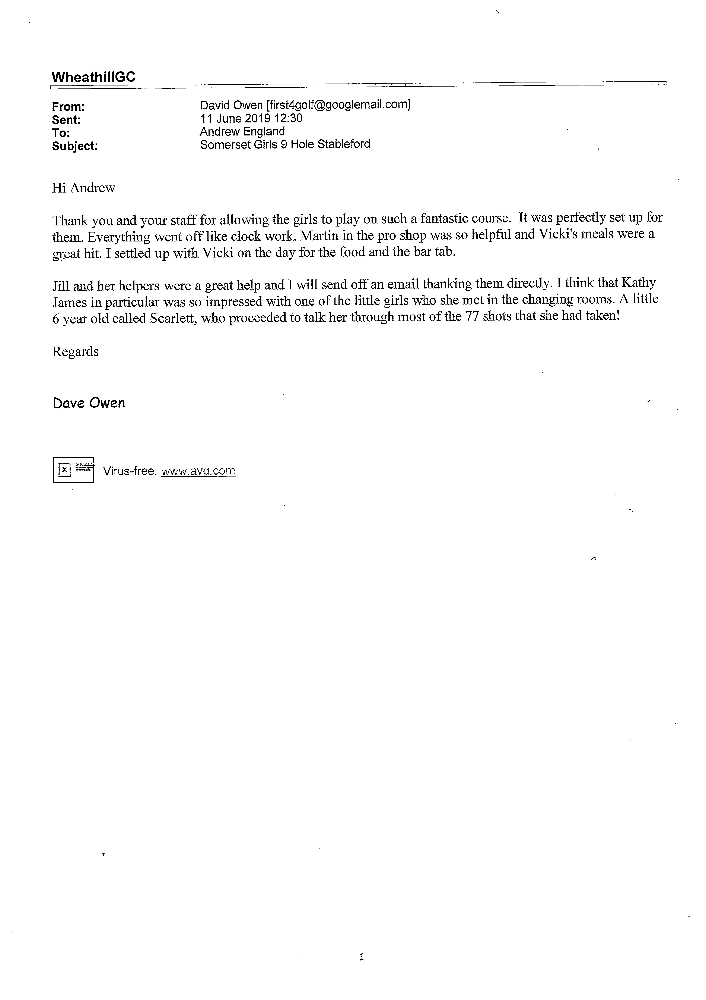 WheathillGC
From: David Owen [first4golf@googlemail.com]
Sent: 11 June 2019 12:30
To: Andrew England
Subject: Somerset Girls 9 Hole Stableford
Hi Andrew
Thank you and your staff for allowing the girls to play on such a fantastic course.  It was perfectly set up for
them. Everything went off like clock work. Martin in the pro shop was so helpful and Vicki's meals were a
great hit. I settled up with Vicki on the day for the food and the bar tab.
Jill and her helpers were a great help and I will send off an email thanking them directly. I think that Kathy
James in particular was so impressed with one of the little girls who she met in the changing rooms. A little
6 year old called Scarlett, who proceeded to talk her through most of the 77 shots that she had taken!
Regards
Dave Owen
Virus-free. www.avg.com
1